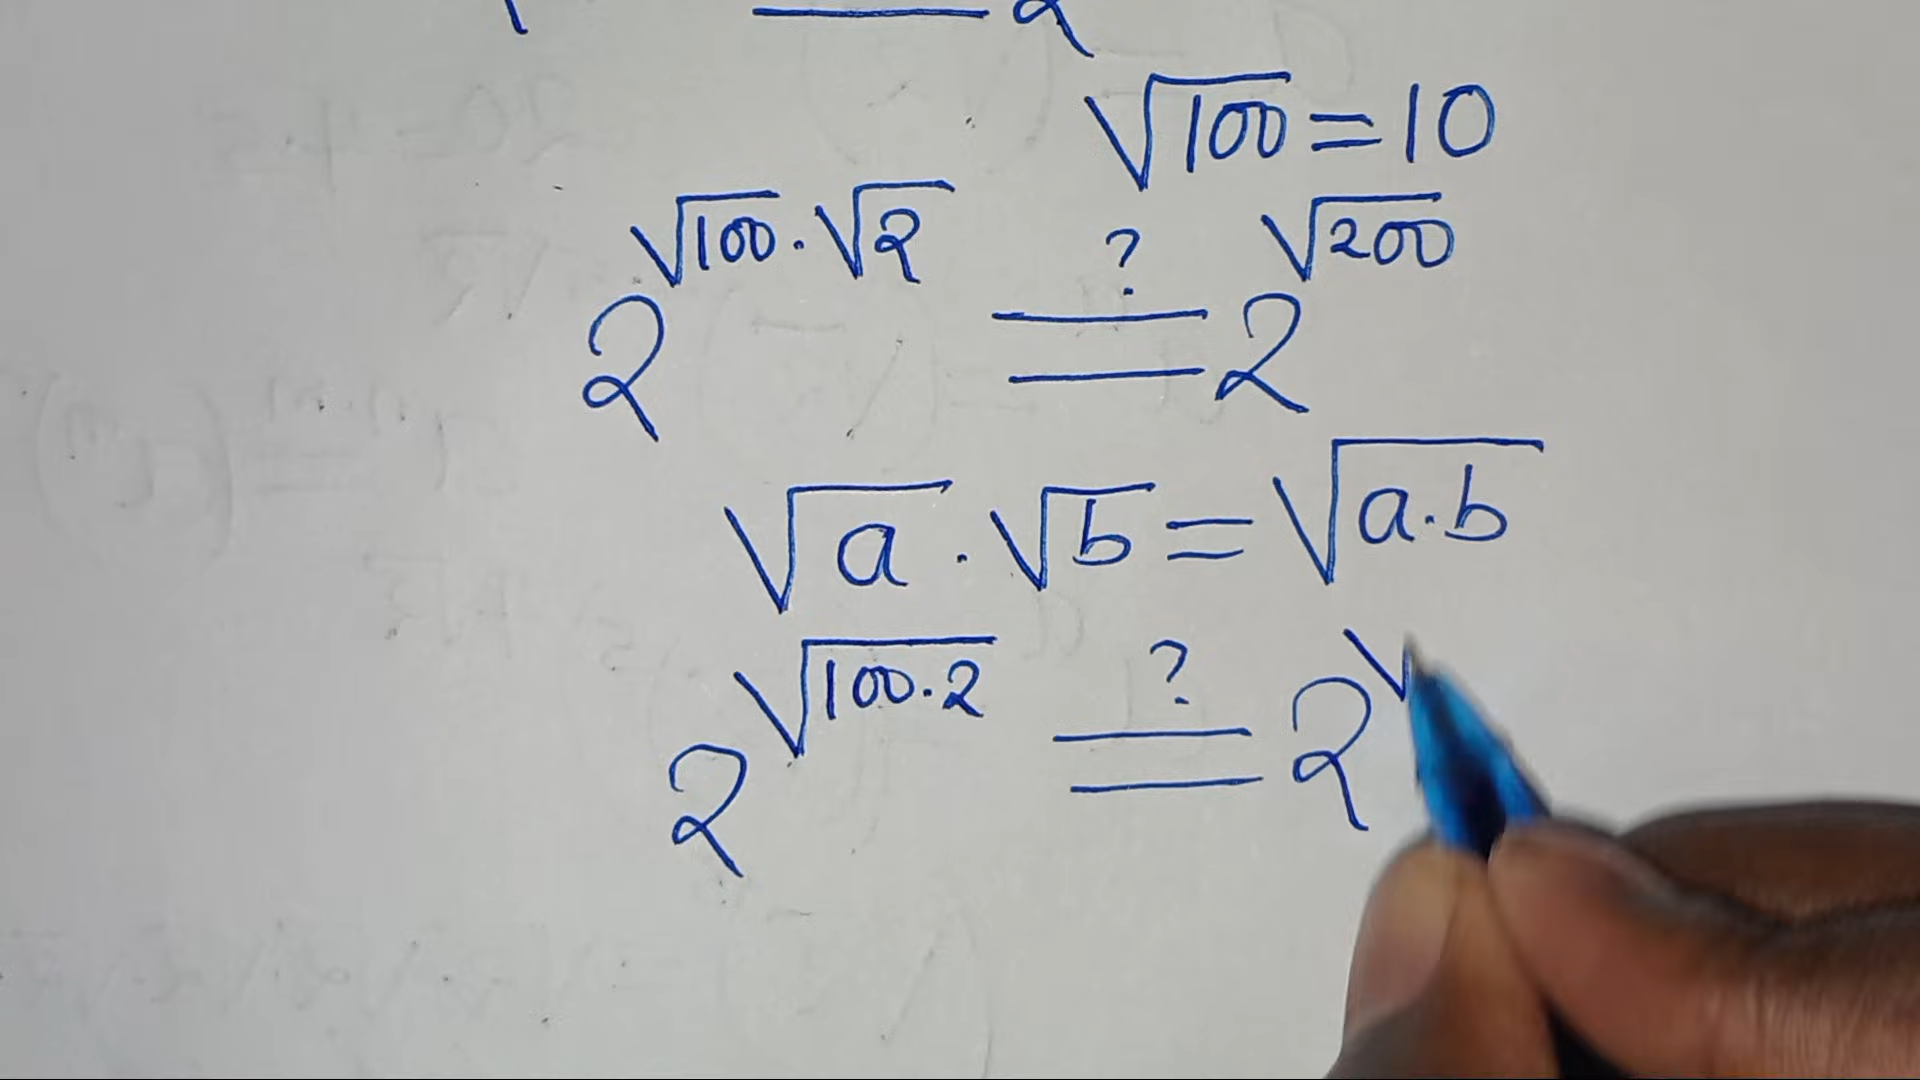 √100 = 10
2^(√100 · √2) ?= 2^√200
√a · √b = √(a·b)
2^√(100·2) ?= 2^√